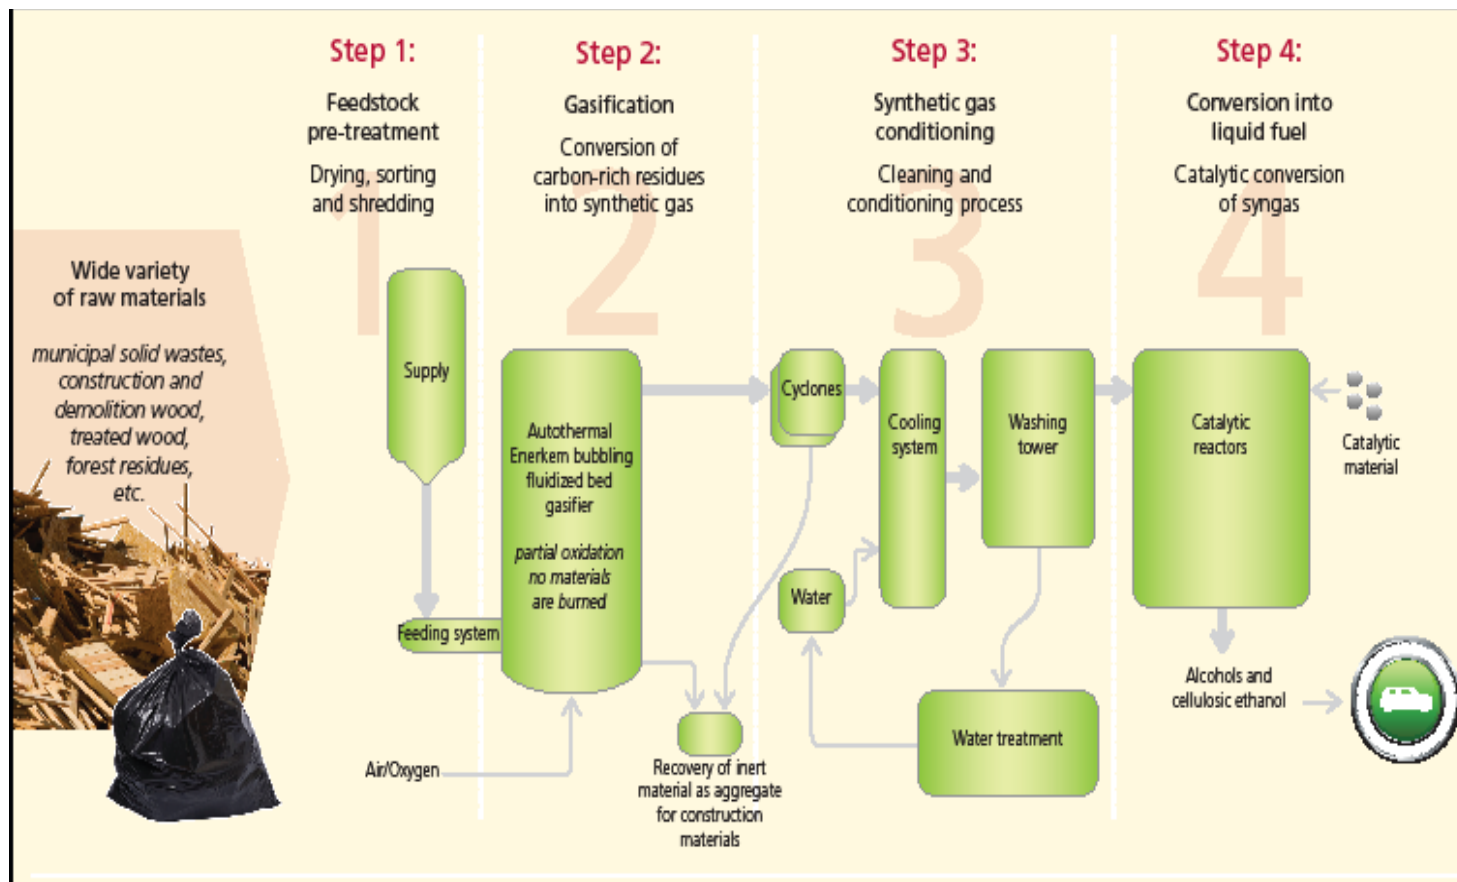 Step 1:
Feedstock
pre-treatment
Drying, sorting
and shredding
1
Step 2:
Gasification
Conversion of
carbon-rich residues
into synthetic gas
2
Step 3:
Synthetic gas
conditioning
Cleaning and
conditioning process
3
Step 4:
Conversion into
liquid fuel
Catalytic conversion
of syngas
4
Wide variety
of raw materials
municipal solid wastes,
construction and
demolition wood,
treated wood,
forest residues,
etc.
Supply
Feeding system
Air/Oxygen
Autothermal
Enerkem bubbling
fluidized bed
gasifier
partial oxidation
no materials
are burned
Recovery of inert
material as aggregate
for construction
materials
Cyclones
Cooling
system
Washing
tower
Water
Water treatment
Catalytic
reactors
Catalytic
material
Alcohols and
cellulosic ethanol